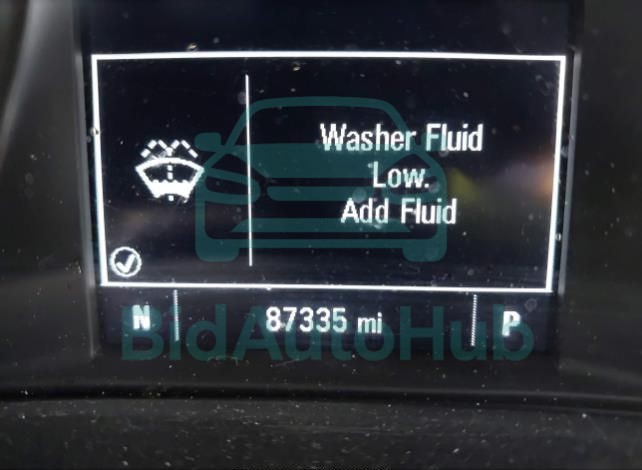 Washer Fluid
Low.
Add Fluid
N 87335 mi P
BidAutoHub